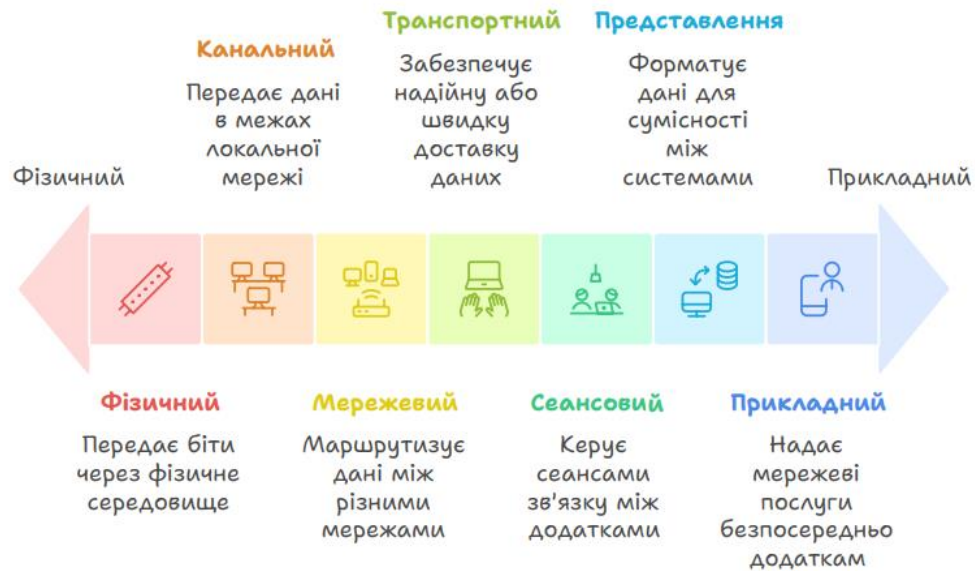 Транспортний
Забезпечує
надійну або
швидку
доставку
даних
Представлення
Форматує
дані для
сумісності
між
системами
Канальний
Передає дані
в межах
локальної
мережі
Фізичний
Прикладний
Фізичний
Передає біти
через фізичне
середовище
Мережевий
Маршрутизує
дані між
різними
мережами
Сеансовий
Керує
сеансами
зв'язку між
додатками
Прикладний
Надає
мережеві
послуги
безпосередньо
додаткам